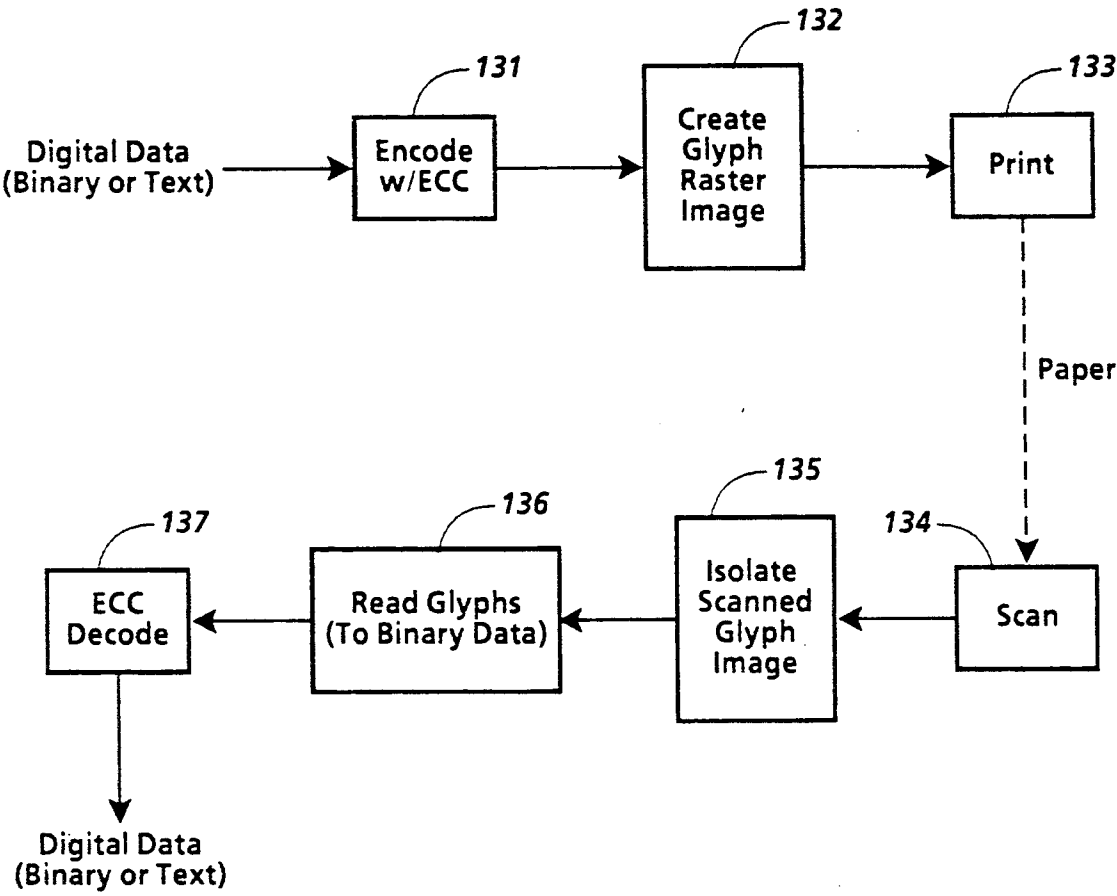 131
132
133
Digital Data
(Binary or Text)
Encode
w/ECC
Create
Glyph
Raster
Image
Print
Paper
137
136
135
134
ECC
Decode
Read Glyphs
(To Binary Data)
Isolate
Scanned
Glyph
Image
Scan
Digital Data
(Binary or Text)